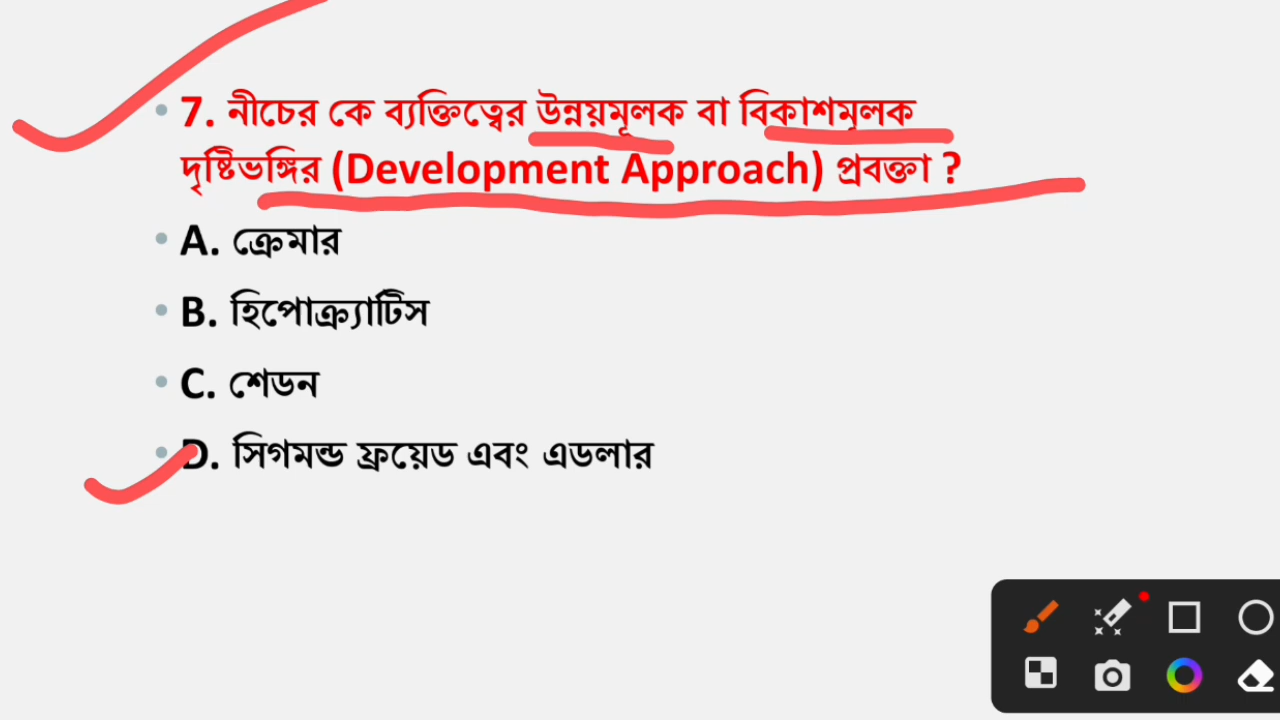 7. নীচের কে ব্যক্তিত্বের উন্নয়মূলক বা বিকাশমূলক
দৃষ্টিভঙ্গির (Development Approach) প্রবক্তা ?
A. ক্রেমার
B. হিপোক্র্যাটিস
C. শেডন
D. সিগমন্ড ফ্রয়েড এবং এডলার